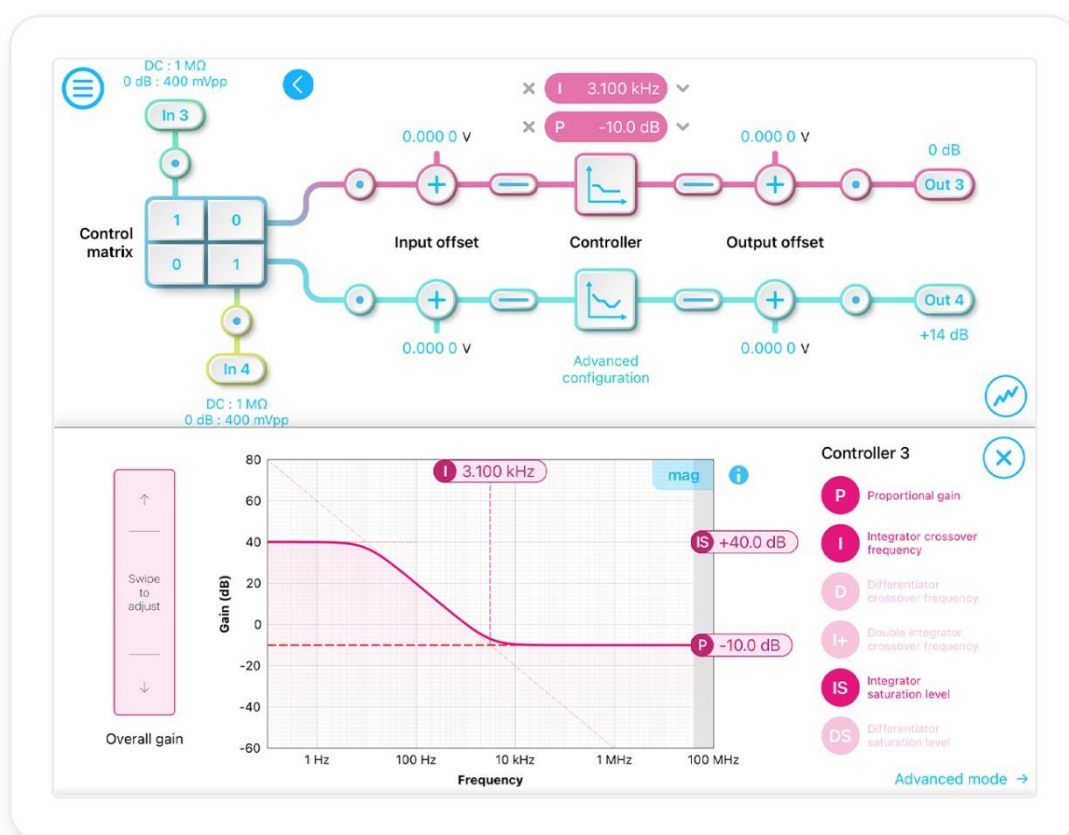 DC : 1 MΩ
0 dB : 400 mVpp
In 3
I 3.100 kHz
P -10.0 dB
0.000 0 V
0.000 0 V
0 dB
Out 3
Control
matrix
1 0
0 1
Input offset
Controller
Output offset
Out 4
0.000 0 V
0.000 0 V
+14 dB
Advanced
configuration
In 4
DC : 1 MΩ
0 dB : 400 mVpp
Swipe
to
adjust
Overall gain
Gain (dB)
80
60
40
20
0
-20
-40
-60
I 3.100 kHz
mag
i
IS +40.0 dB
P -10.0 dB
1 Hz
100 Hz
10 kHz
1 MHz
100 MHz
Frequency
Controller 3
P Proportional gain
I Integrator crossover
frequency
D Differentiator
crossover frequency
I+ Double integrator
crossover frequency
IS Integrator
saturation level
DS Differentiator
saturation level
Advanced mode →